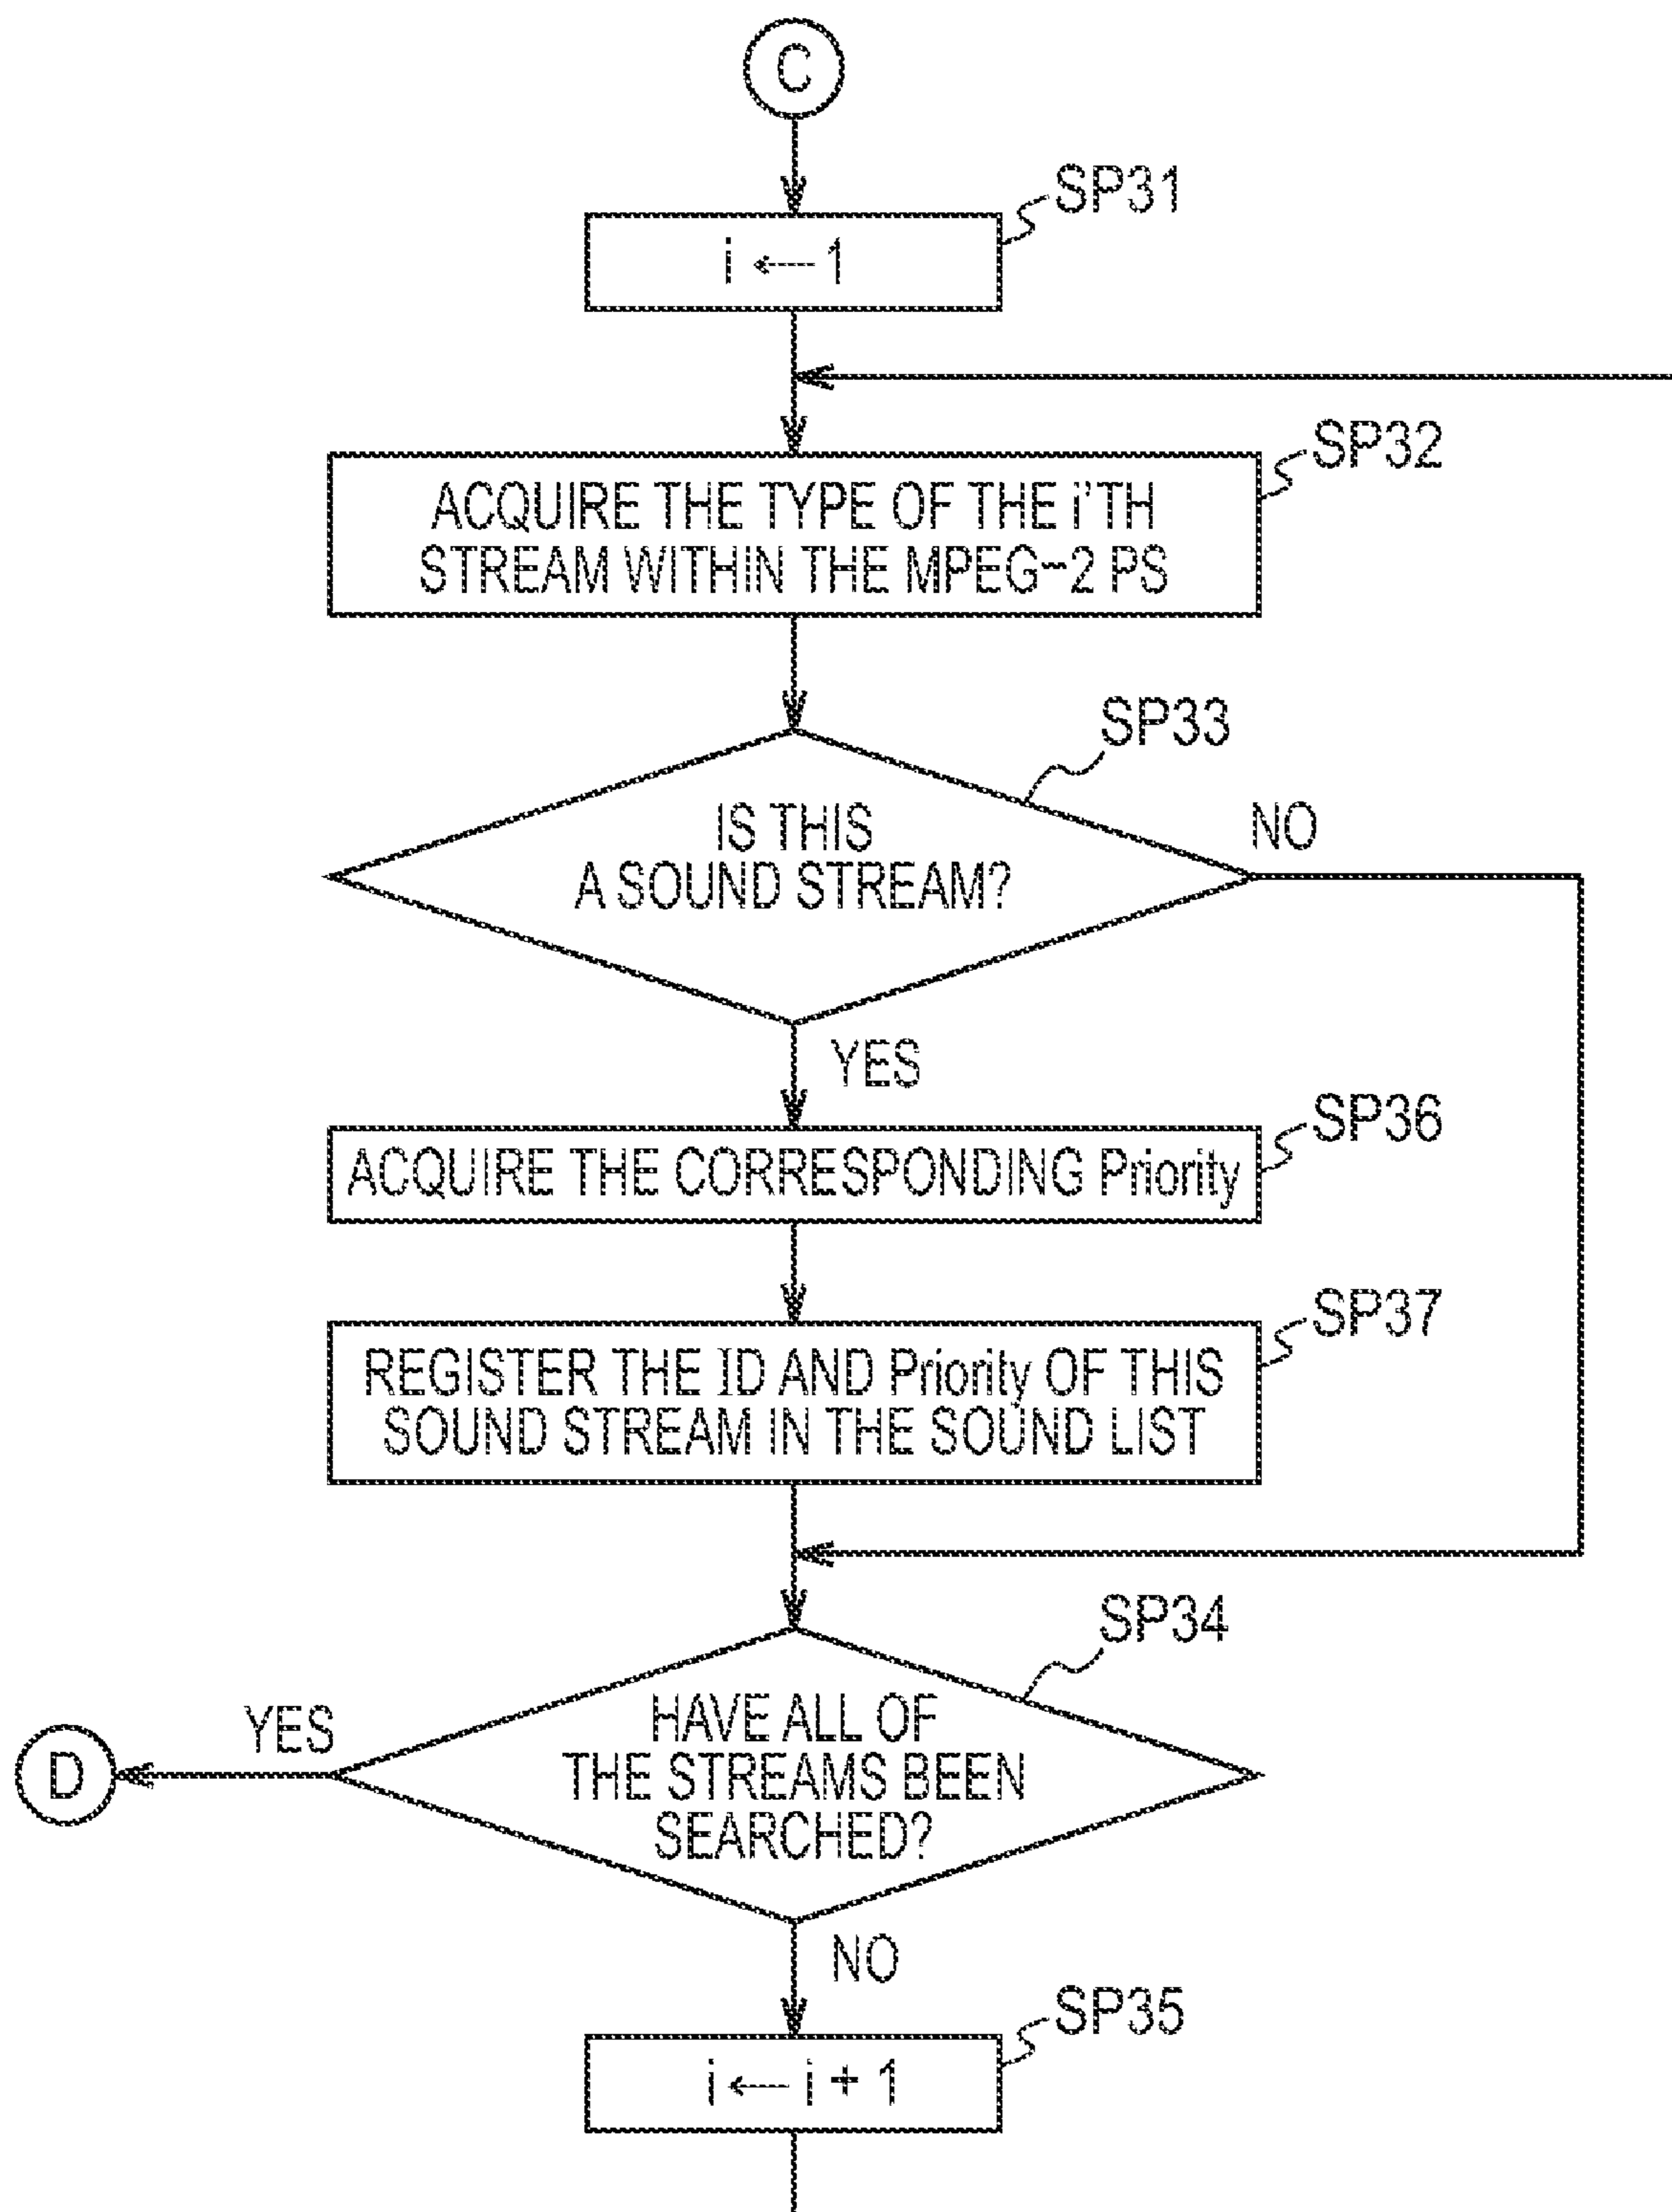 C
SP31
i ← 1
SP32
ACQUIRE THE TYPE OF THE i'TH
STREAM WITHIN THE MPEG-2 PS
SP33
IS THIS
A SOUND STREAM?
NO
YES
SP36
ACQUIRE THE CORRESPONDING Priority
SP37
REGISTER THE ID AND Priority OF THIS
SOUND STREAM IN THE SOUND LIST
SP34
HAVE ALL OF
THE STREAMS BEEN
SEARCHED?
YES
D
NO
SP35
i ← i + 1